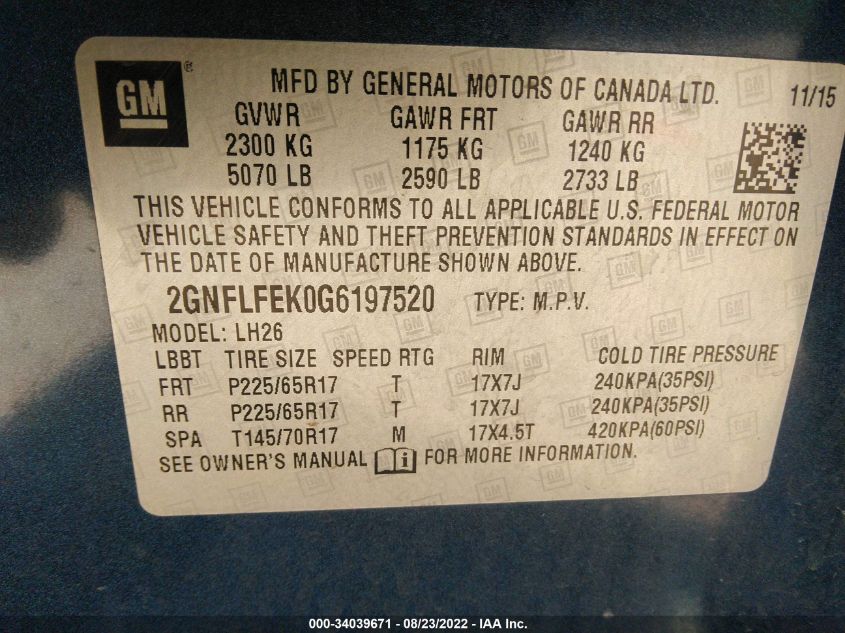 GM ®
MFD BY GENERAL MOTORS OF CANADA LTD. 11/15
GVWR GAWR FRT GAWR RR
2300 KG 1175 KG 1240 KG
5070 LB 2590 LB 2733 LB
THIS VEHICLE CONFORMS TO ALL APPLICABLE U.S. FEDERAL MOTOR
VEHICLE SAFETY AND THEFT PREVENTION STANDARDS IN EFFECT ON
THE DATE OF MANUFACTURE SHOWN ABOVE.
2GNFLFEK0G6197520 TYPE: M.P.V.
MODEL: LH26
LBBT TIRE SIZE SPEED RTG RIM COLD TIRE PRESSURE
FRT P225/65R17 T 17X7J 240KPA(35PSI)
RR P225/65R17 T 17X7J 240KPA(35PSI)
SPA T145/70R17 M 17X4.5T 420KPA(60PSI)
SEE OWNER'S MANUAL i FOR MORE INFORMATION.
000-34039671 - 08/23/2022 - IAA Inc.